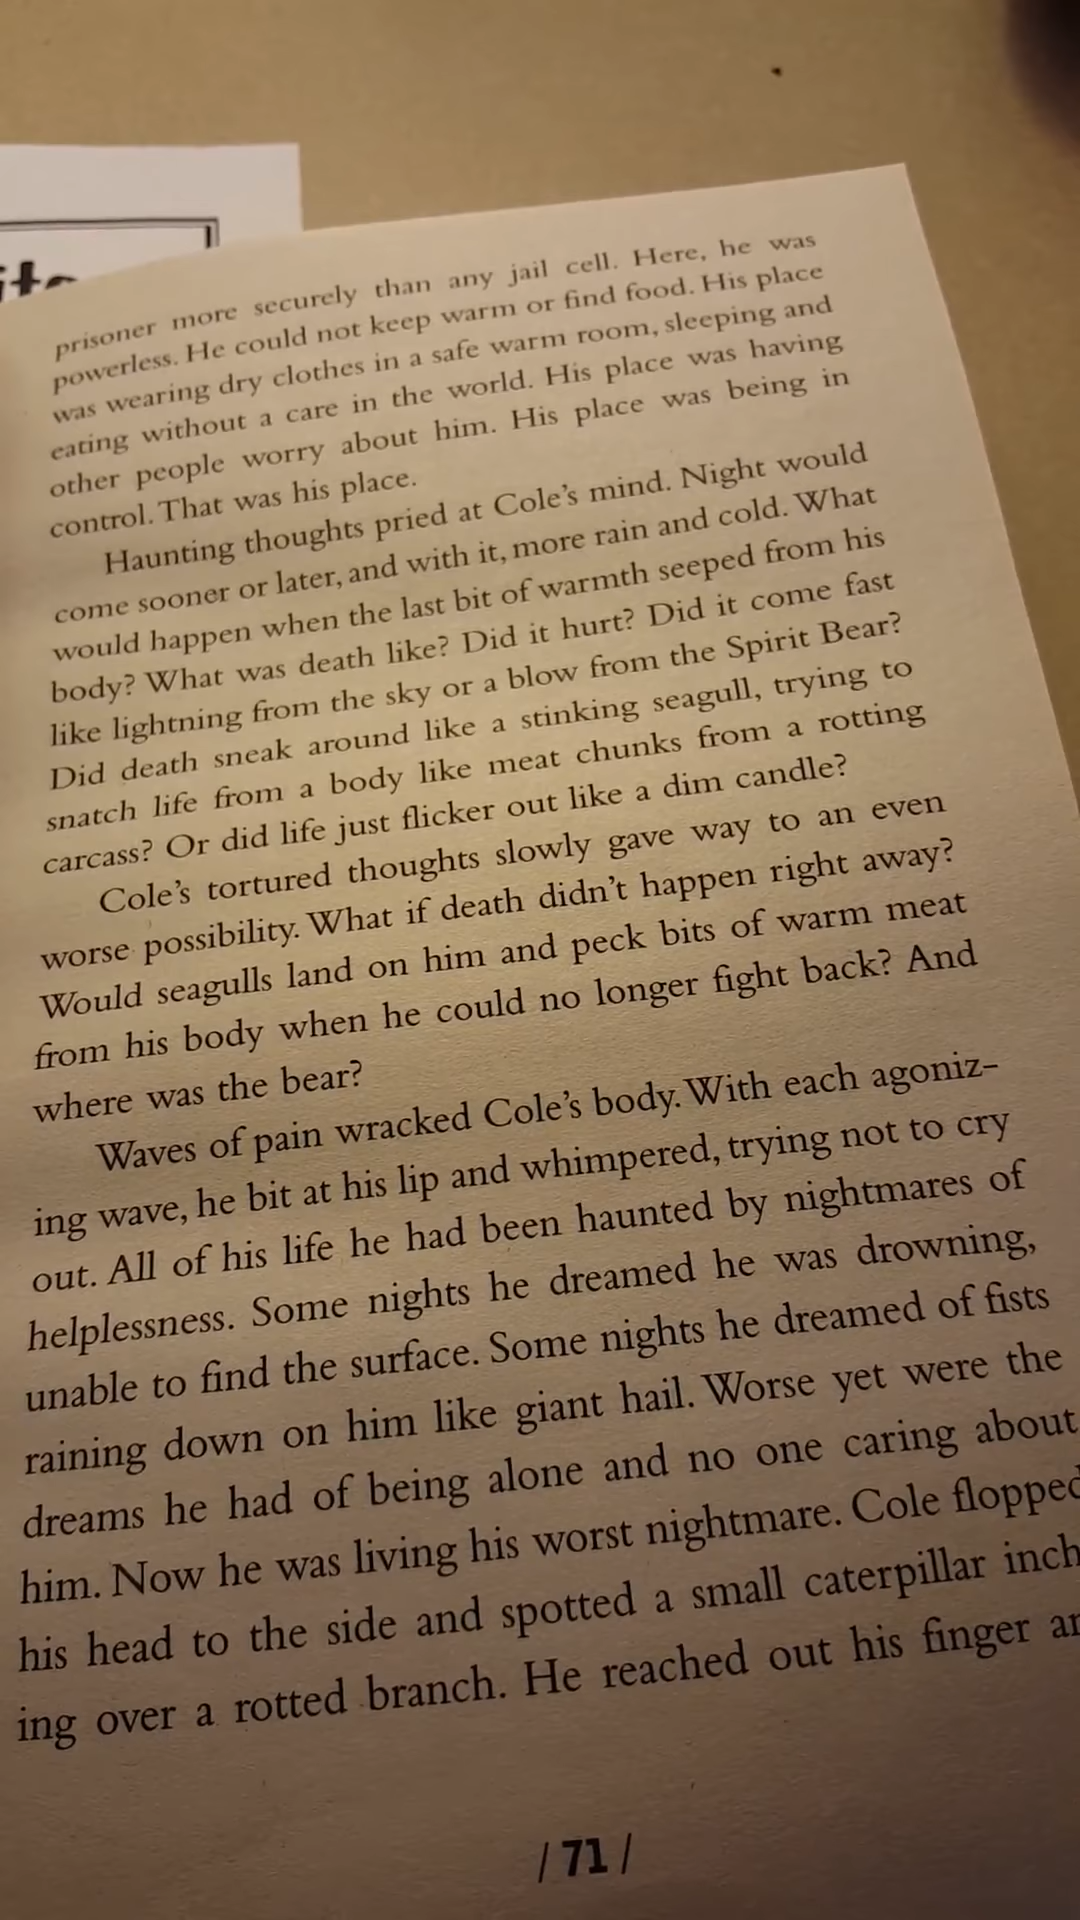 prisoner more securely than any jail cell. Here, he was
powerless. He could not keep warm or find food. His place
was wearing dry clothes in a safe warm room, sleeping and
eating without a care in the world. His place was having
other people worry about him. His place was being in
control. That was his place.
Haunting thoughts pried at Cole's mind. Night would
come sooner or later, and with it, more rain and cold. What
would happen when the last bit of warmth seeped from his
body? What was death like? Did it hurt? Did it come fast
like lightning from the sky or a blow from the Spirit Bear?
Did death sneak around like a stinking seagull, trying to
snatch life from a body like meat chunks from a rotting
carcass? Or did life just flicker out like a dim candle?
Cole's tortured thoughts slowly gave way to an even
worse possibility. What if death didn't happen right away?
Would seagulls land on him and peck bits of warm meat
from his body when he could no longer fight back? And
where was the bear?
Waves of pain wracked Cole's body. With each agoniz-
ing wave, he bit at his lip and whimpered, trying not to cry
out. All of his life he had been haunted by nightmares of
helplessness. Some nights he dreamed he was drowning,
unable to find the surface. Some nights he dreamed of fists
raining down on him like giant hail. Worse yet were the
dreams he had of being alone and no one caring about
him. Now he was living his worst nightmare. Cole flopped
his head to the side and spotted a small caterpillar inch
ing over a rotted branch. He reached out his finger
/ 71 /